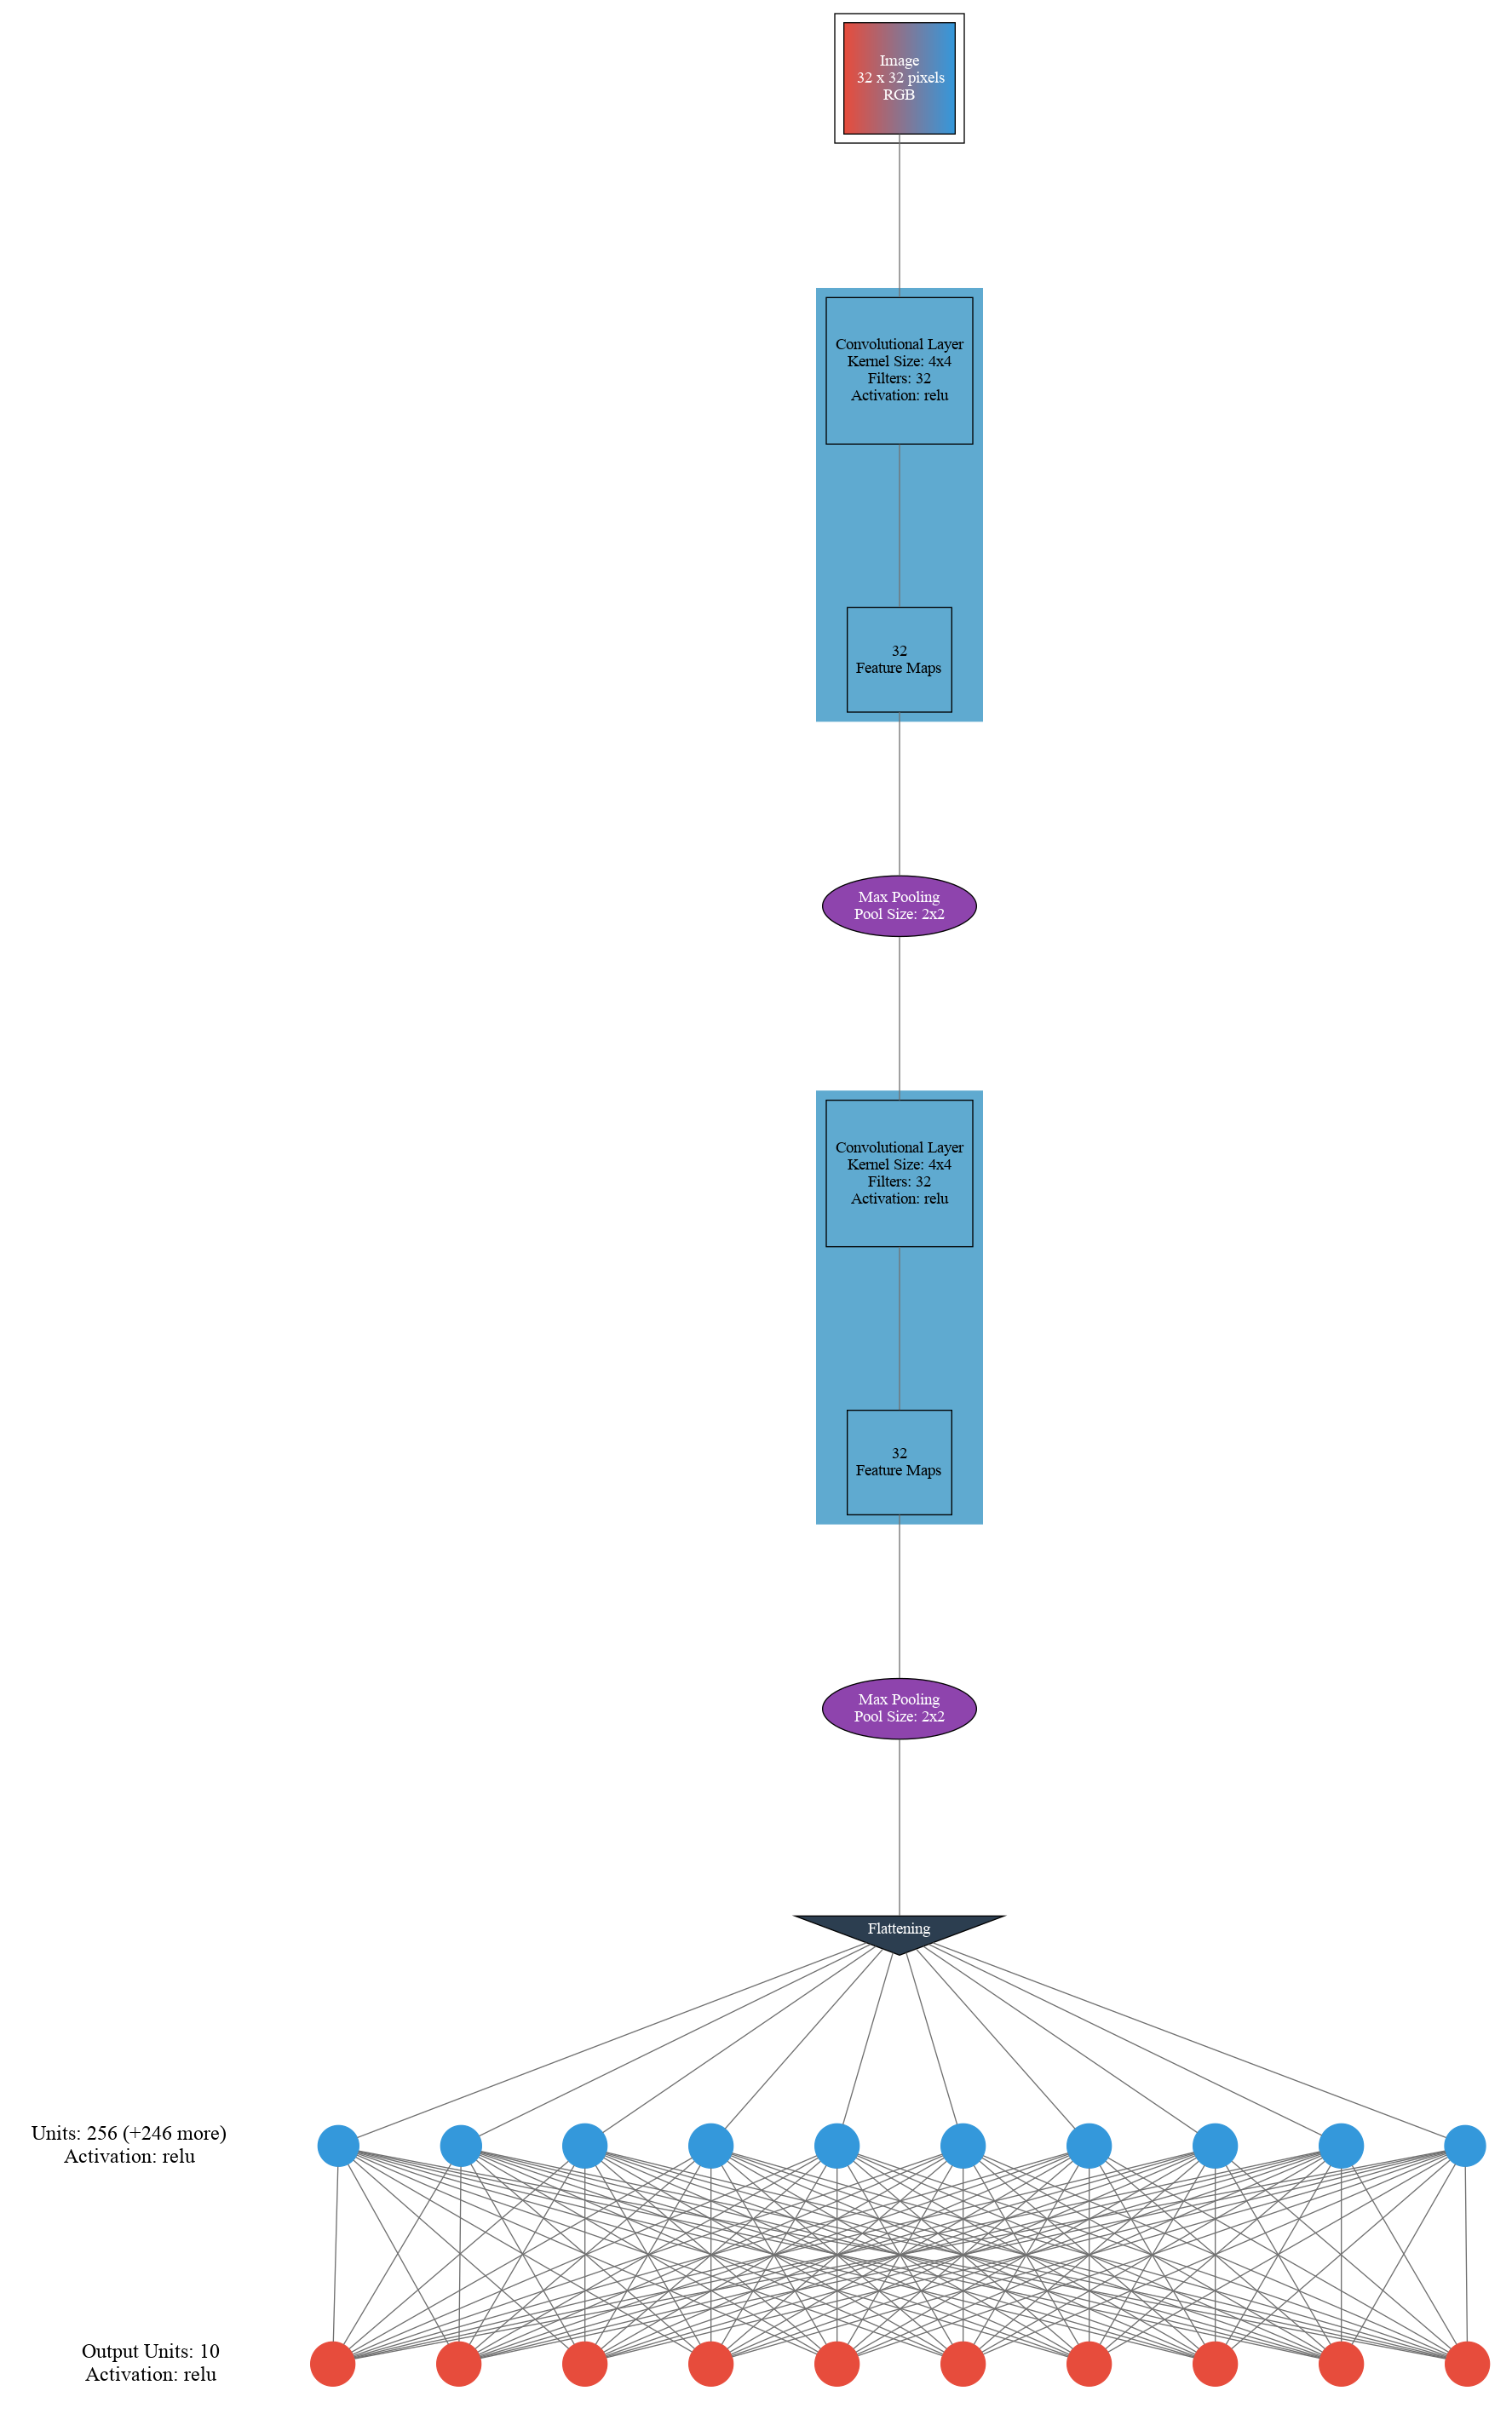 Image
32 x 32 pixels
RGB
Convolutional Layer
Kernel Size: 4x4
Filters: 32
Activation: relu
32
Feature Maps
Max Pooling
Pool Size: 2x2
Convolutional Layer
Kernel Size: 4x4
Filters: 32
Activation: relu
32
Feature Maps
Max Pooling
Pool Size: 2x2
Flattening
Units: 256 (+246 more)
Activation: relu
Output Units: 10
Activation: relu